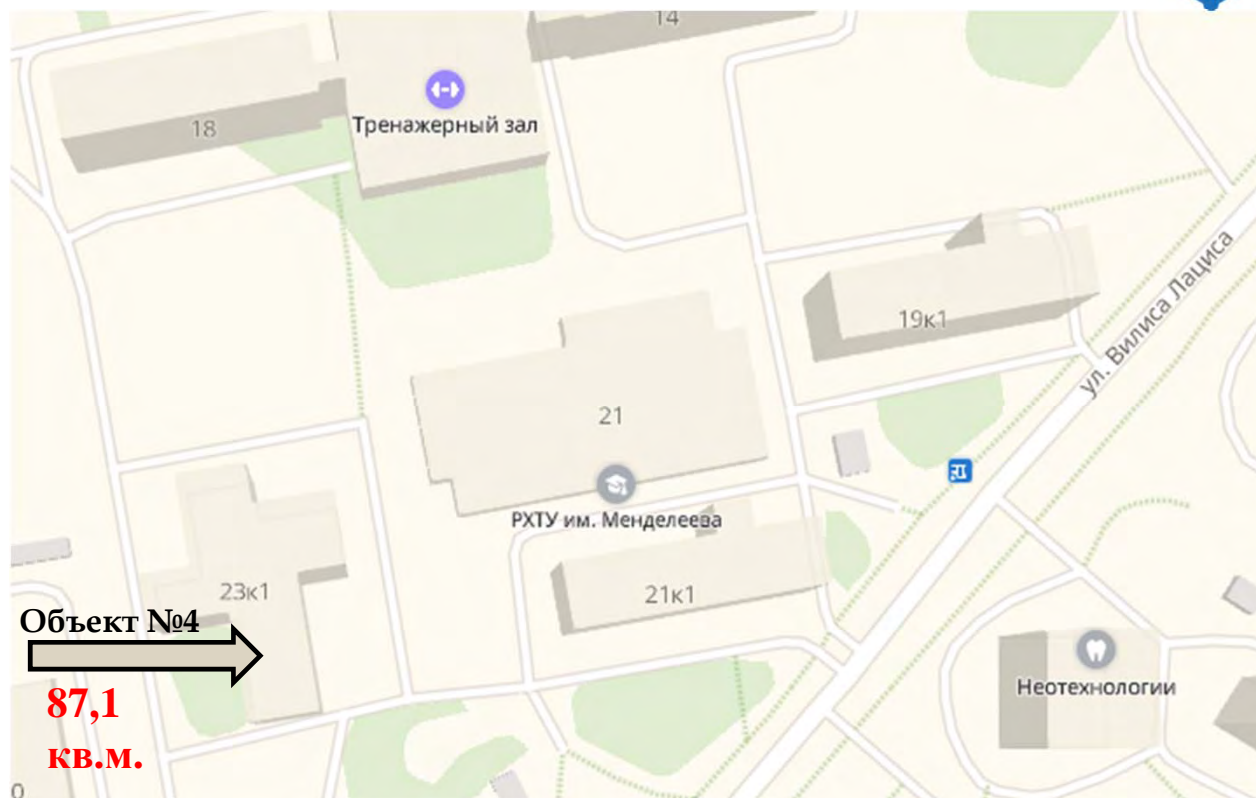 14
18
Тренажерный зал
19к1
ул. Вилиса Лациса
21
РХТУ им. Менделеева
23к1
21к1
Объект №4
87,1
кв.м.
Неотехнологии
0